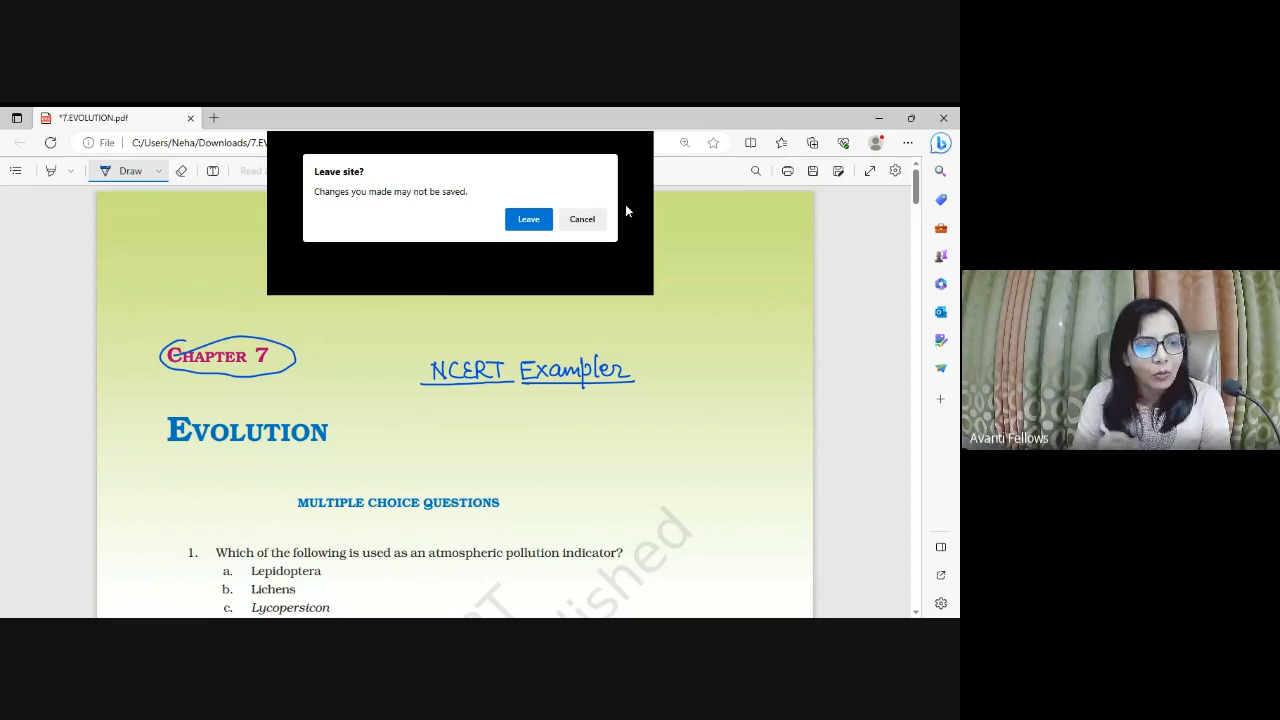 *7.EVOLUTION.pdf
File
C:/Users/Neha/Downloads/7.EV
Draw
Read a
Leave site?
Changes you made may not be saved.
Leave
Cancel
CHAPTER 7
NCERT Exampler
EVOLUTION
MULTIPLE CHOICE QUESTIONS
1. Which of the following is used as an atmospheric pollution indicator?
a. Lepidoptera
b. Lichens
c. Lycopersicon
Avanti Fellows